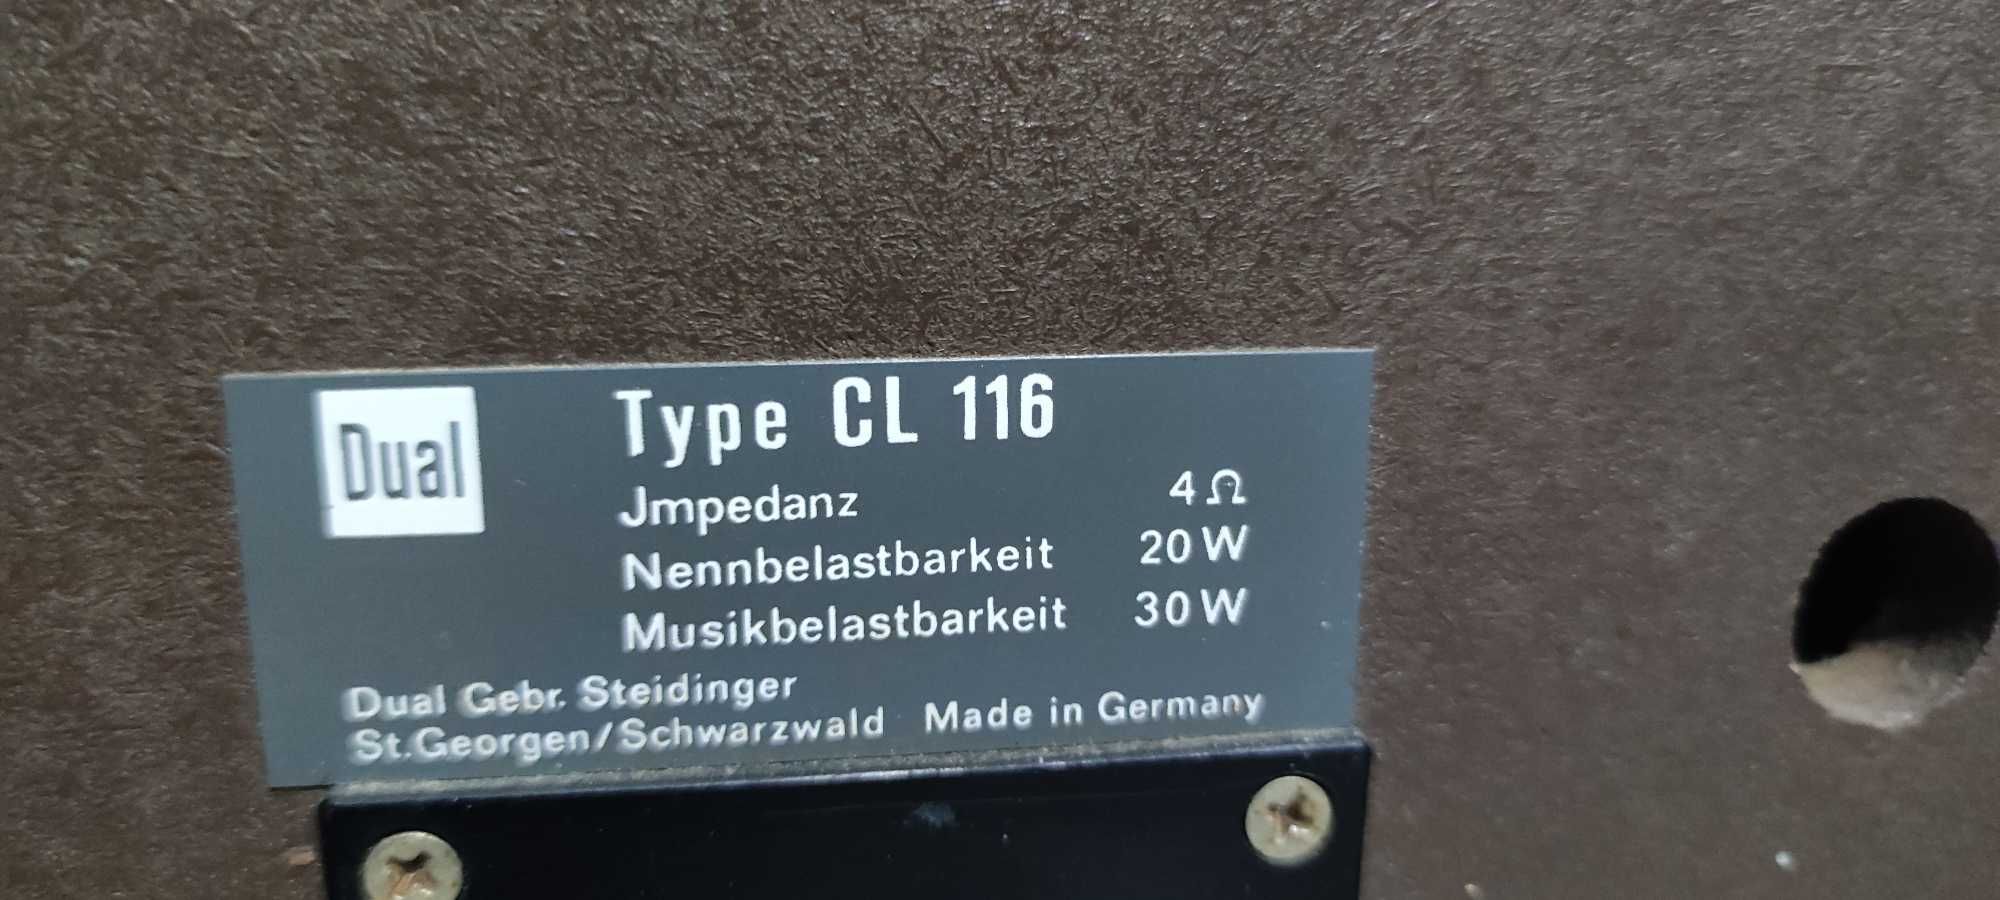 Dual
Type CL 116
Jmpedanz 4 Ω
Nennbelastbarkeit 20 W
Musikbelastbarkeit 30 W
Dual Gebr. Steidinger
St.Georgen/Schwarzwald Made in Germany